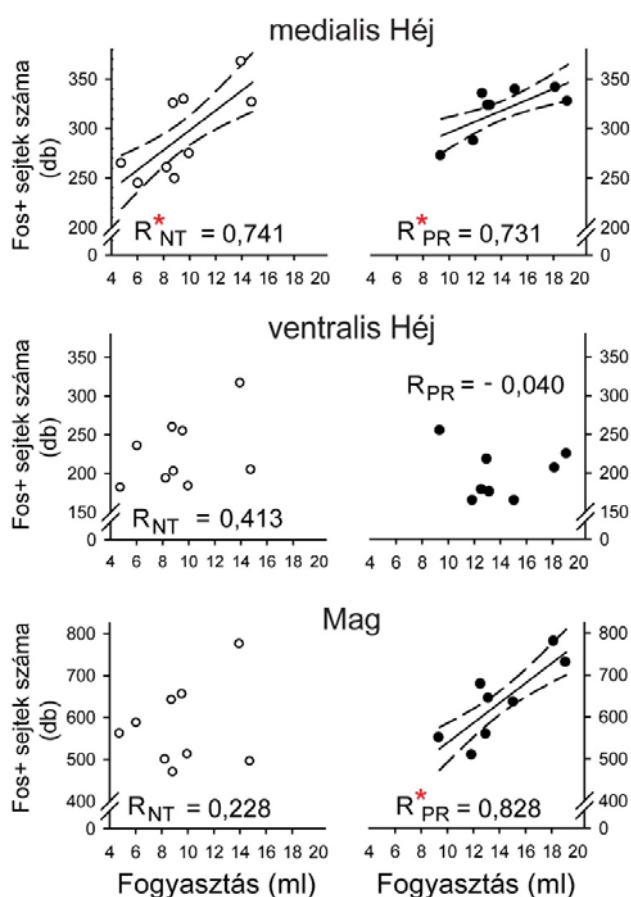 medialis Héj
Fos+ sejtek száma
(db)
350
300
250
200
0
R*NT = 0,741
4 6 8 10 12 14 16 18 20
R*PR = 0,731
350
300
250
200
0
4 6 8 10 12 14 16 18 20
ventralis Héj
Fos+ sejtek száma
(db)
350
300
250
200
150
0
RNT = 0,413
4 6 8 10 12 14 16 18 20
RPR = - 0,040
350
300
250
200
150
0
4 6 8 10 12 14 16 18 20
Mag
Fos+ sejtek száma
(db)
800
700
600
500
400
0
RNT = 0,228
4 6 8 10 12 14 16 18 20
Fogyasztás (ml)
R*PR = 0,828
800
700
600
500
400
0
4 6 8 10 12 14 16 18 20
Fogyasztás (ml)